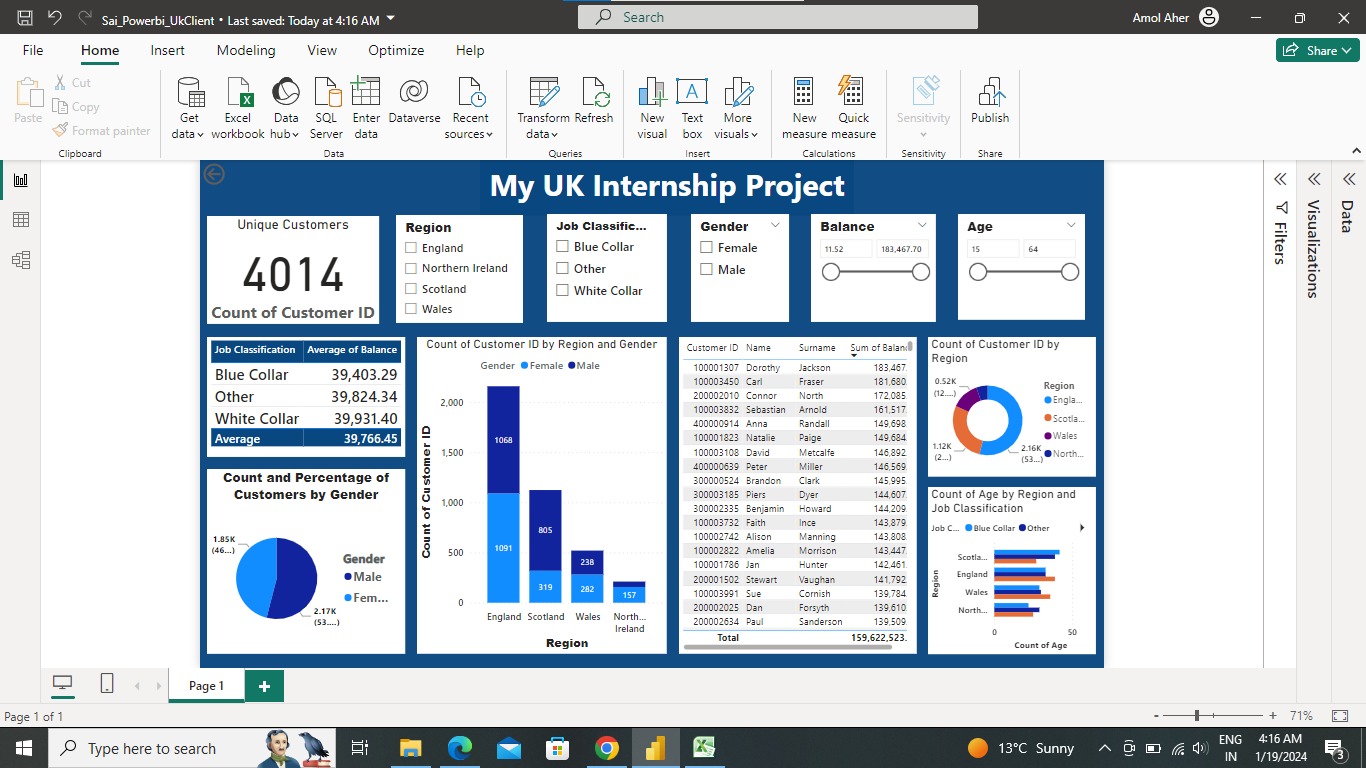 Sai_Powerbi_UkClient • Last saved: Today at 4:16 AM
Search
Amol Aher
File Home Insert Modeling View Optimize Help
Share
Paste
Cut
Copy
Format painter
Clipboard
Get data
Excel workbook
Data hub
SQL Server
Enter data
Dataverse
Recent sources
Data
Transform data
Refresh
Queries
New visual
Text box
More visuals
Insert
New measure
Quick measure
Calculations
Sensitivity
Sensitivity
Publish
Share
My UK Internship Project
Unique Customers
4014
Count of Customer ID
Region
England
Northern Ireland
Scotland
Wales
Job Classific...
Blue Collar
Other
White Collar
Gender
Female
Male
Balance
11.52 183,467.70
Age
15 64
Filters
Visualizations
Data
Job Classification Average of Balance
Blue Collar 39,403.29
Other 39,824.34
White Collar 39,931.40
Average 39,766.45
Count and Percentage of
Customers by Gender
1.85K
(46...)
2.17K
(53....)
Gender
Male
Fem...
Count of Customer ID by Region and Gender
Gender Female Male
Count of Customer ID
2,000
1,500
1,000
500
0
1068
1091
805
319
238
282
157
England Scotland Wales North... Ireland
Region
Customer ID Name Surname Sum of Balanc
100001307 Dorothy Jackson 183,467.
100003450 Carl Fraser 181,680.
200002010 Connor North 172,085.
100003832 Sebastian Arnold 161,517.
400000914 Anna Randall 149,698.
100001823 Natalie Paige 149,684.
100003108 David Metcalfe 146,892.
400000639 Peter Miller 146,569.
300000524 Brandon Clark 145,995.
300003185 Piers Dyer 144,607.
300002335 Benjamin Howard 144,209.
100003732 Faith Ince 143,879.
100002742 Alison Manning 143,808.
100002822 Amelia Morrison 143,447.
100001786 Jan Hunter 142,461.
200001502 Stewart Vaughan 141,792.
100003991 Sue Cornish 139,784.
200002025 Dan Forsyth 139,610.
200002634 Paul Sanderson 139,509.
Total 159,622,523.
Count of Customer ID by
Region
0.52K
(12....)
1.12K
(2...)
2.16K
(53...)
Region
Engla...
Scotla...
Wales
North...
Count of Age by Region and
Job Classification
Job C... Blue Collar Other
Region
Scotla...
England
Wales
North...
0 50
Count of Age
Page 1
Page 1 of 1
- + 71%
Type here to search
13°C Sunny
ENG
IN
4:16 AM
1/19/2024
3